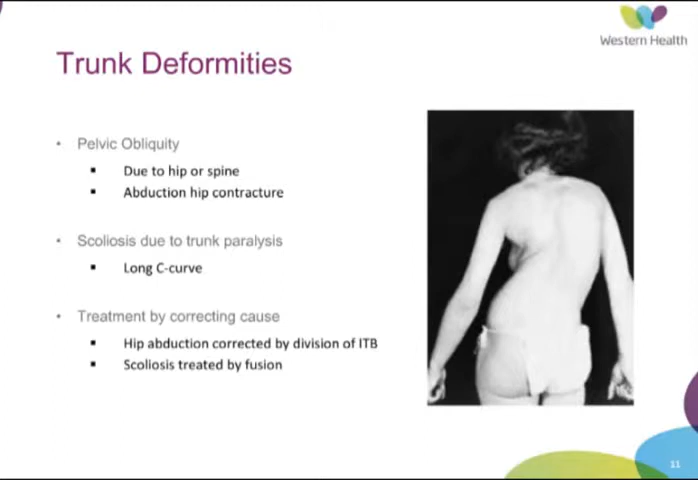 Western Health
Trunk Deformities
• Pelvic Obliquity
▪ Due to hip or spine
▪ Abduction hip contracture
• Scoliosis due to trunk paralysis
▪ Long C-curve
• Treatment by correcting cause
▪ Hip abduction corrected by division of ITB
▪ Scoliosis treated by fusion
11